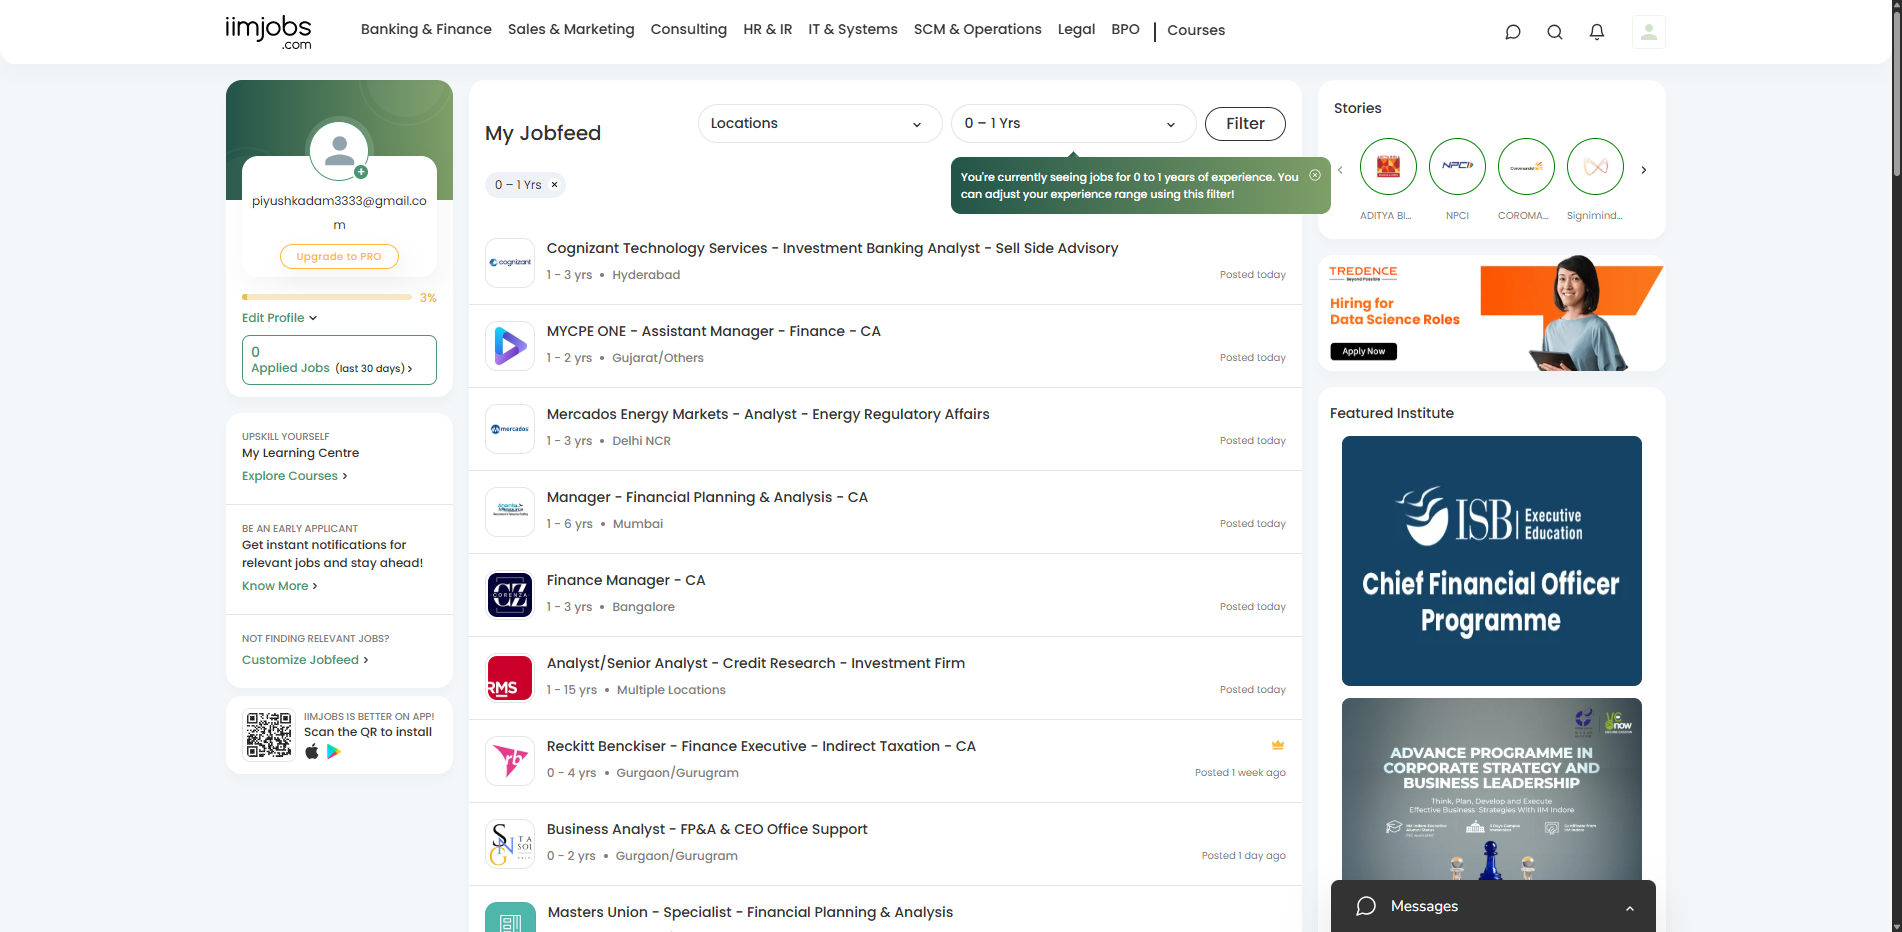 iimjobs
.com
Banking & Finance
Sales & Marketing
Consulting
HR & IR
IT & Systems
SCM & Operations
Legal
BPO
Courses
piyushkadam3333@gmail.co
m
Upgrade to PRO
3%
Edit Profile
0
Applied Jobs (last 30 days)
UPSKILL YOURSELF
My Learning Centre
Explore Courses
BE AN EARLY APPLICANT
Get instant notifications for
relevant jobs and stay ahead!
Know More
NOT FINDING RELEVANT JOBS?
Customize Jobfeed
IIMJOBS IS BETTER ON APP!
Scan the QR to install
My Jobfeed
Locations
0 – 1 Yrs
Filter
0 – 1 Yrs
You're currently seeing jobs for 0 to 1 years of experience. You
can adjust your experience range using this filter!
cognizant
Cognizant Technology Services - Investment Banking Analyst - Sell Side Advisory
1 - 3 yrs • Hyderabad
Posted today
MYCPE ONE - Assistant Manager - Finance - CA
1 - 2 yrs • Gujarat/Others
Posted today
mercados
Mercados Energy Markets - Analyst - Energy Regulatory Affairs
1 - 3 yrs • Delhi NCR
Posted today
Manager - Financial Planning & Analysis - CA
1 - 6 yrs • Mumbai
Posted today
CZ
CORENZA
Finance Manager - CA
1 - 3 yrs • Bangalore
Posted today
RMS
Analyst/Senior Analyst - Credit Research - Investment Firm
1 - 15 yrs • Multiple Locations
Posted today
rb
Reckitt Benckiser - Finance Executive - Indirect Taxation - CA
0 - 4 yrs • Gurgaon/Gurugram
Posted 1 week ago
Business Analyst - FP&A & CEO Office Support
0 - 2 yrs • Gurgaon/Gurugram
Posted 1 day ago
Masters Union - Specialist - Financial Planning & Analysis
Stories
NPCI
ADITYA BI...
NPCI
COROMA...
Signimind...
TREDENCE
Beyond Possible
Hiring for
Data Science Roles
Apply Now
Featured Institute
ISB
Executive
Education
Chief Financial Officer
Programme
now
ADVANCE PROGRAMME IN
CORPORATE STRATEGY AND
BUSINESS LEADERSHIP
Think, Plan, Develop and Execute
Effective Business Strategies With IIM Indore
Messages